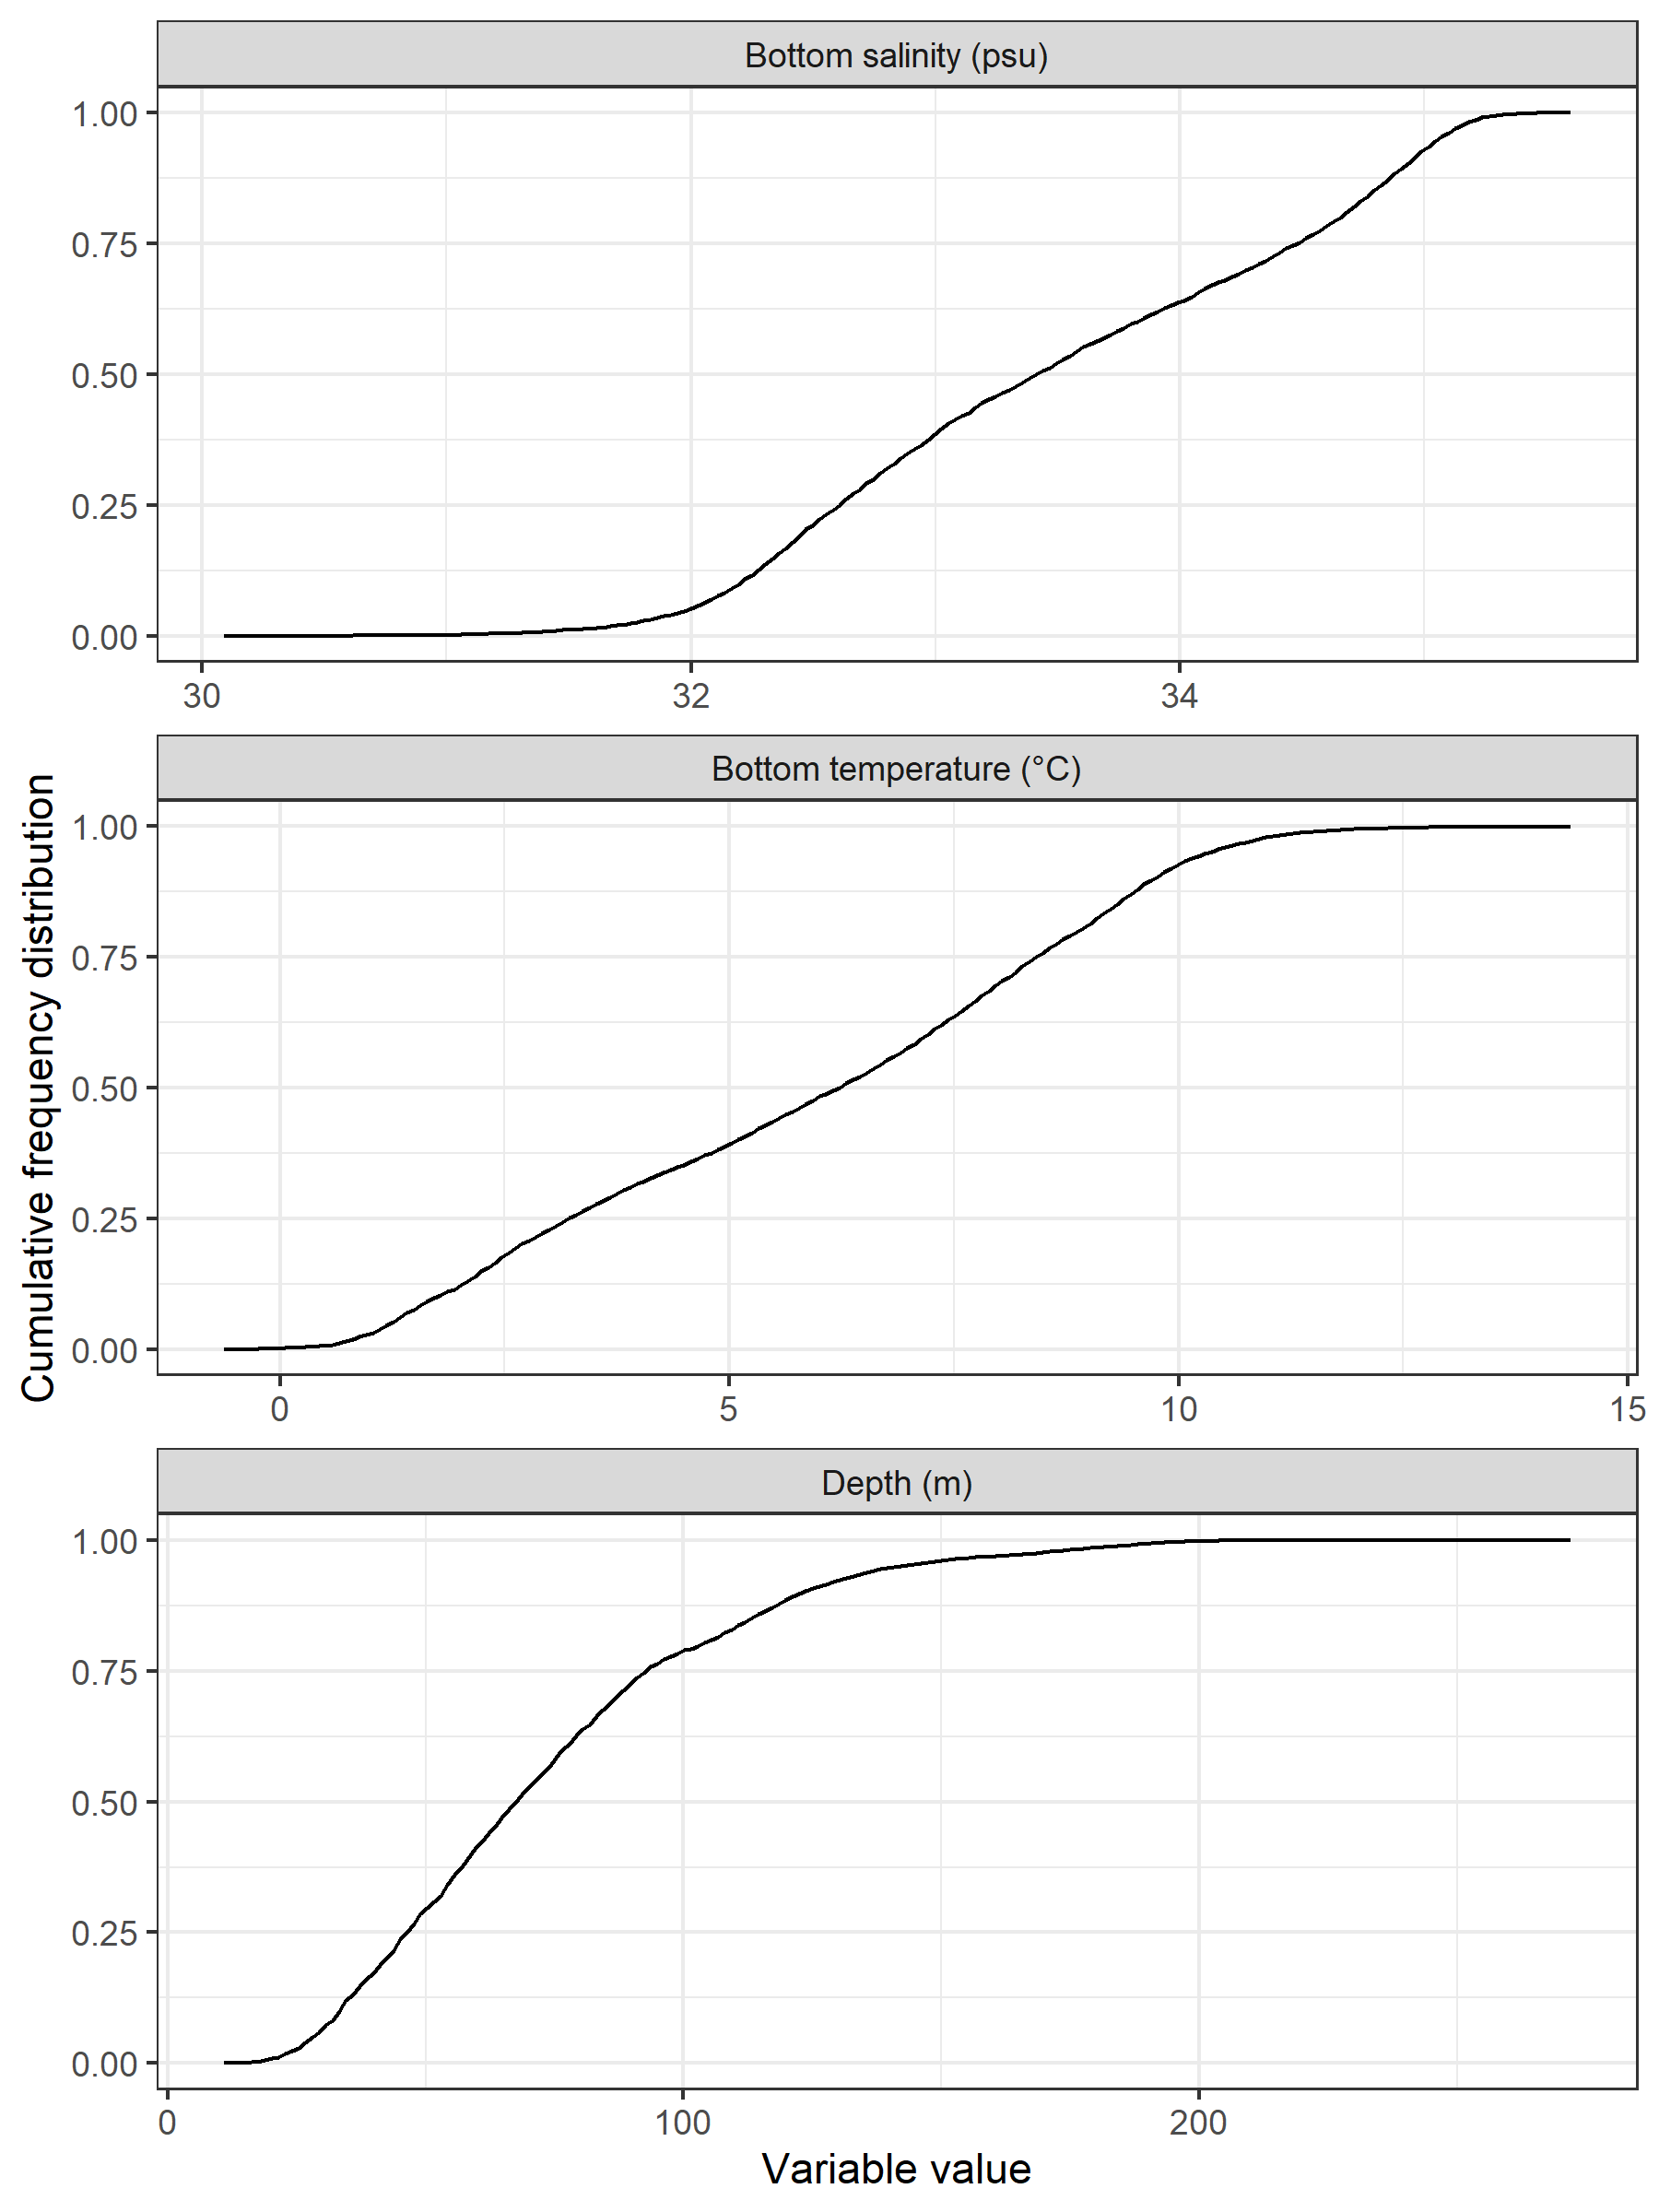 Bottom salinity (psu)
1.00
0.75
0.50
0.25
0.00
30 32 34
Bottom temperature (°C)
Cumulative frequency distribution
1.00
0.75
0.50
0.25
0.00
0 5 10 15
Depth (m)
1.00
0.75
0.50
0.25
0.00
0 100 200
Variable value